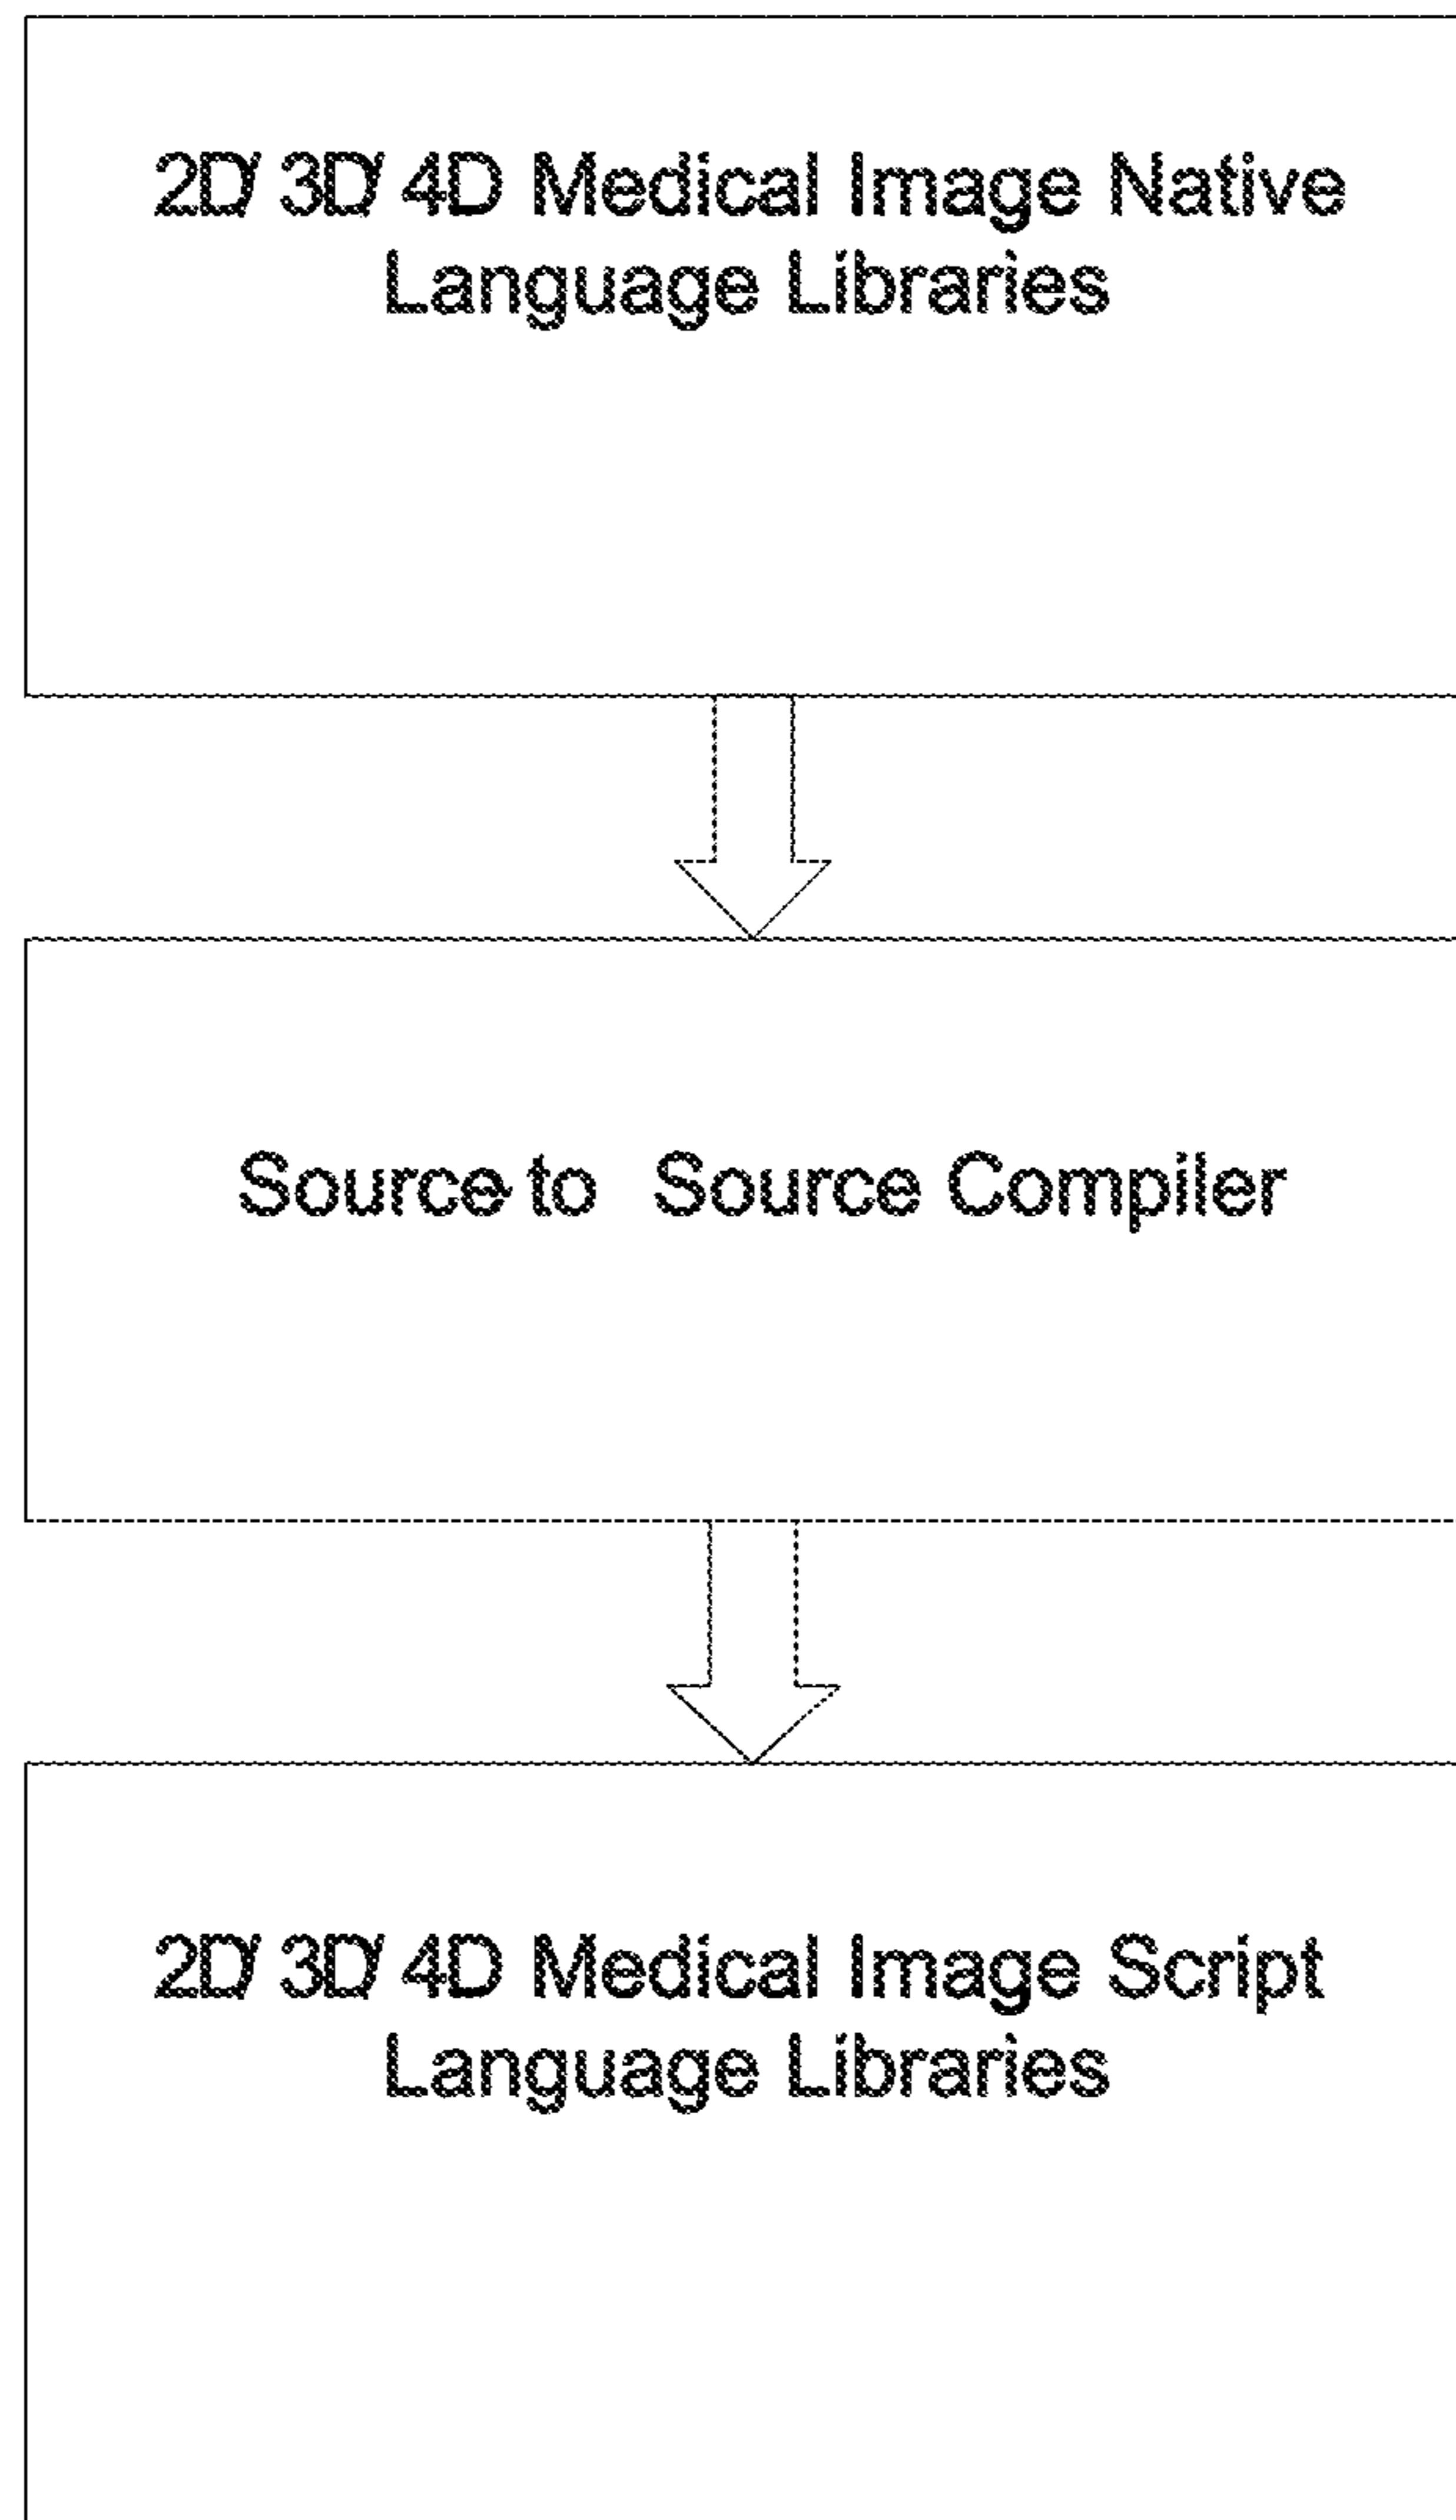 2D/ 3D/ 4D Medical Image Native
Language Libraries
Source to Source Compiler
2D/ 3D/ 4D Medical Image Script
Language Libraries